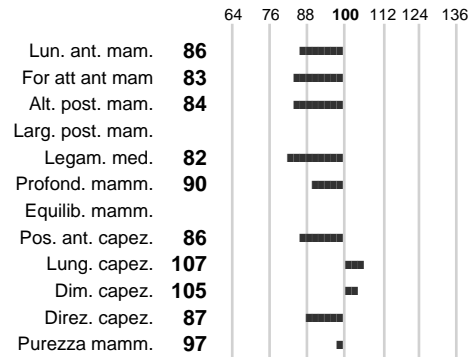 64 76 88 100 112 124 136
Lun. ant. mam. 86
For att ant mam 83
Alt. post. mam. 84
Larg. post. mam.
Legam. med. 82
Profond. mamm. 90
Equilib. mamm.
Pos. ant. capez. 86
Lung. capez. 107
Dim. capez. 105
Direz. capez. 87
Purezza mamm. 97